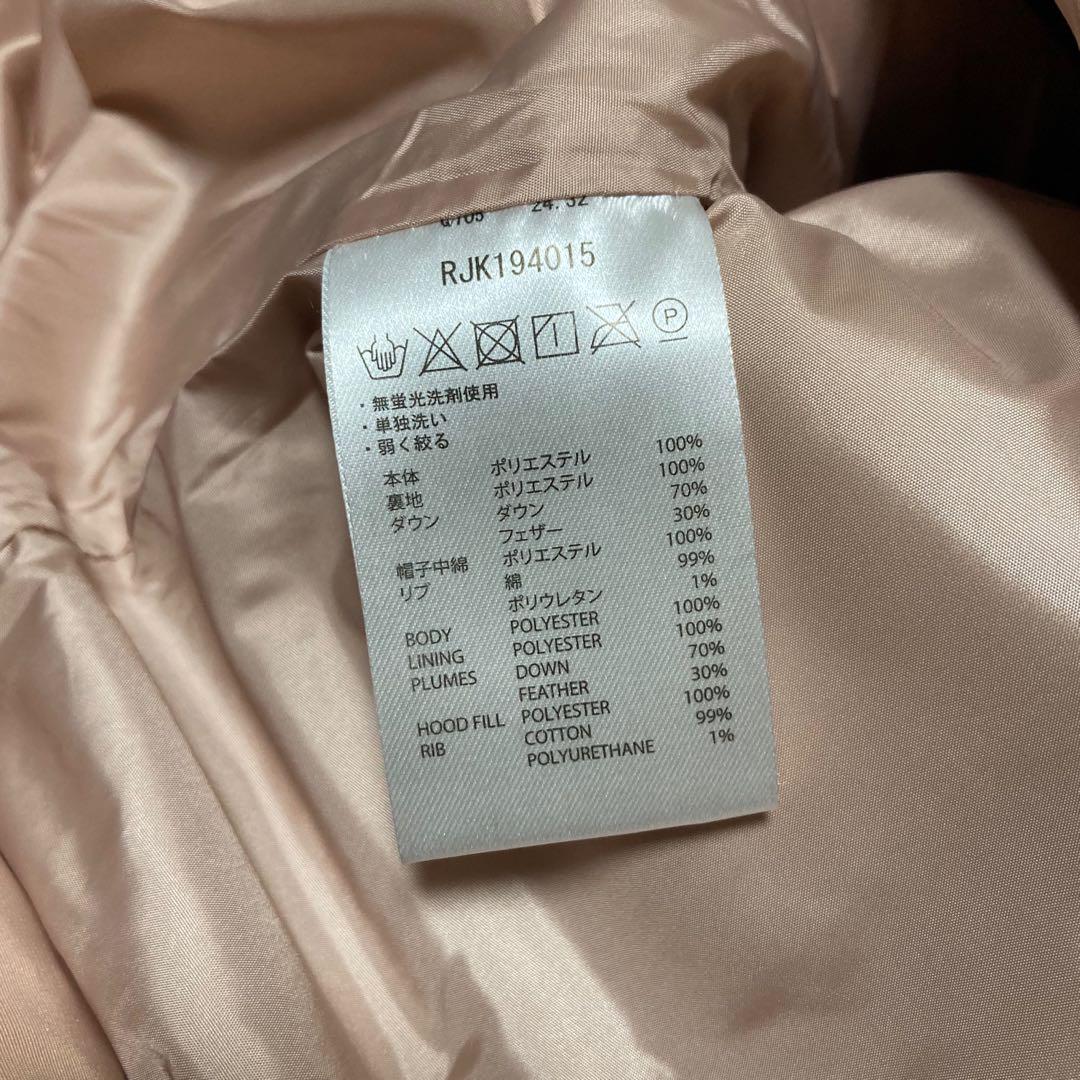 24. 32
RJK194015
P
・無蛍光洗剤使用
・単独洗い
・弱く絞る
本体 ポリエステル 100%
裏地 ポリエステル 100%
ダウン ダウン 70%
フェザー 30%
帽子中綿 ポリエステル 100%
リブ 綿 99%
ポリウレタン 1%
BODY POLYESTER 100%
LINING POLYESTER 100%
PLUMES DOWN 70%
FEATHER 30%
HOOD FILL POLYESTER 100%
RIB COTTON 99%
POLYURETHANE 1%